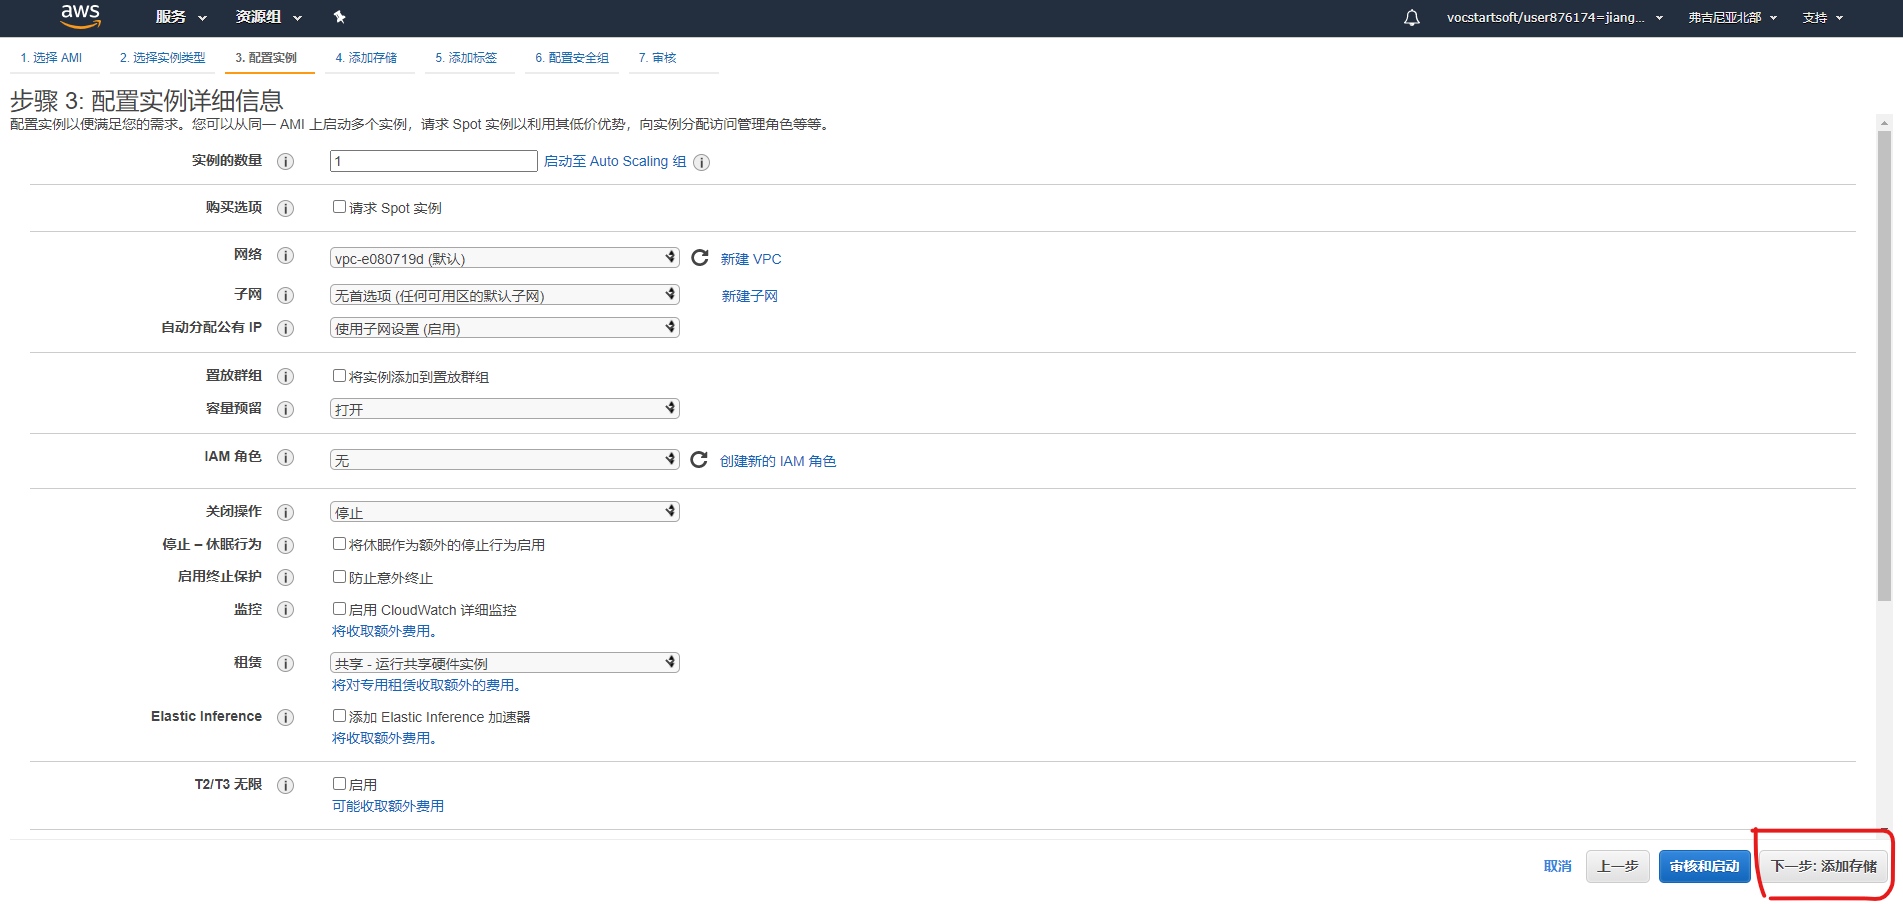 aws 服务 资源组 vocstartsoft/user876174=jiang... 弗吉尼亚北部 支持
1. 选择 AMI 2. 选择实例类型 3. 配置实例 4. 添加存储 5. 添加标签 6. 配置安全组 7. 审核
步骤 3: 配置实例详细信息
配置实例以便满足您的需求。您可以从同一 AMI 上启动多个实例，请求 Spot 实例以利用其低价优势，向实例分配访问管理角色等等。
实例的数量 i 1 启动至 Auto Scaling 组 i
购买选项 i 请求 Spot 实例
网络 i vpc-e080719d (默认) 新建 VPC
子网 i 无首选项 (任何可用区的默认子网) 新建子网
自动分配公有 IP i 使用子网设置 (启用)
置放群组 i 将实例添加到置放群组
容量预留 i 打开
IAM 角色 i 无 创建新的 IAM 角色
关闭操作 i 停止
停止 – 休眠行为 i 将休眠作为额外的停止行为启用
启用终止保护 i 防止意外终止
监控 i 启用 CloudWatch 详细监控
将收取额外费用。
租赁 i 共享 - 运行共享硬件实例
将对专用租赁收取额外的费用。
Elastic Inference i 添加 Elastic Inference 加速器
将收取额外费用。
T2/T3 无限 i 启用
可能收取额外费用
取消 上一步 审核和启动 下一步: 添加存储